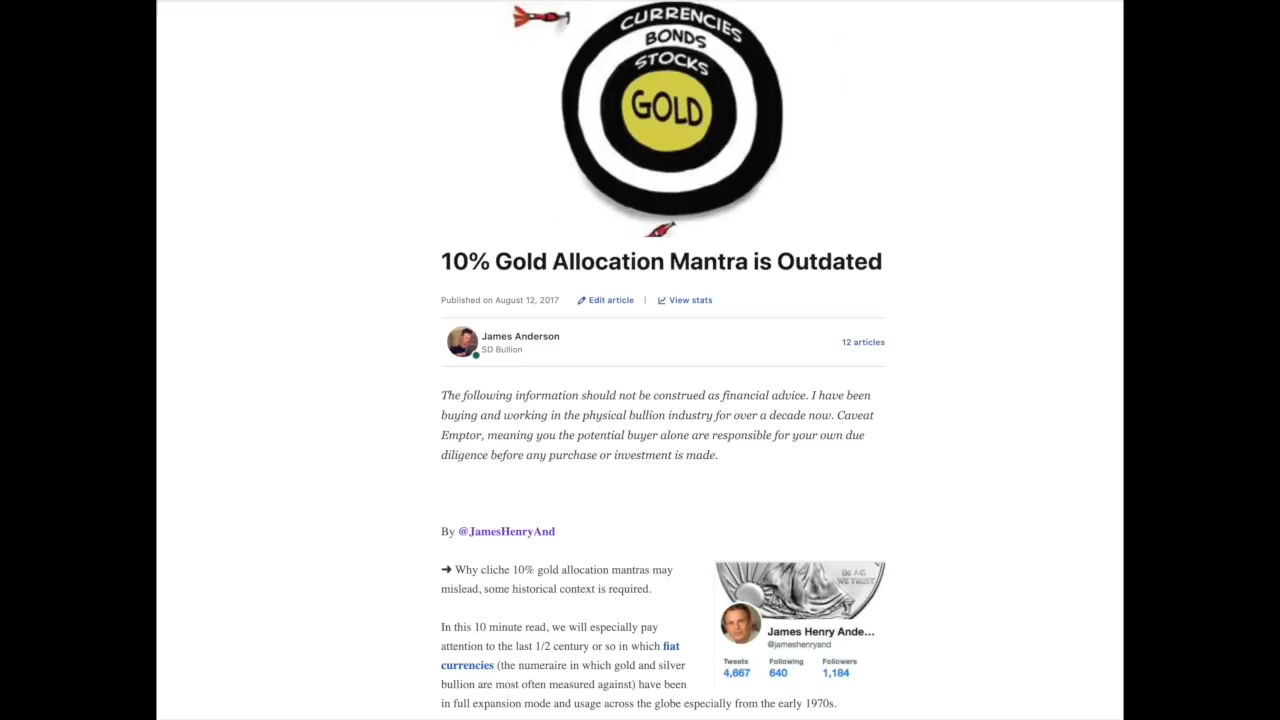 CURRENCIES
BONDS
STOCKS
GOLD
10% Gold Allocation Mantra is Outdated
Published on August 12, 2017 Edit article | View stats
James Anderson
SD Bullion
12 articles
The following information should not be construed as financial advice. I have been
buying and working in the physical bullion industry for over a decade now. Caveat
Emptor, meaning you the potential buyer alone are responsible for your own due
diligence before any purchase or investment is made.
By @JamesHenryAnd
➜ Why cliche 10% gold allocation mantras may
mislead, some historical context is required.
In this 10 minute read, we will especially pay
attention to the last 1/2 century or so in which fiat
currencies (the numeraire in which gold and silver
bullion are most often measured against) have been
in full expansion mode and usage across the globe especially from the early 1970s.
WE TRUST
James Henry Ande...
@jameshenryand
Tweets Following Followers
4,667 640 1,184